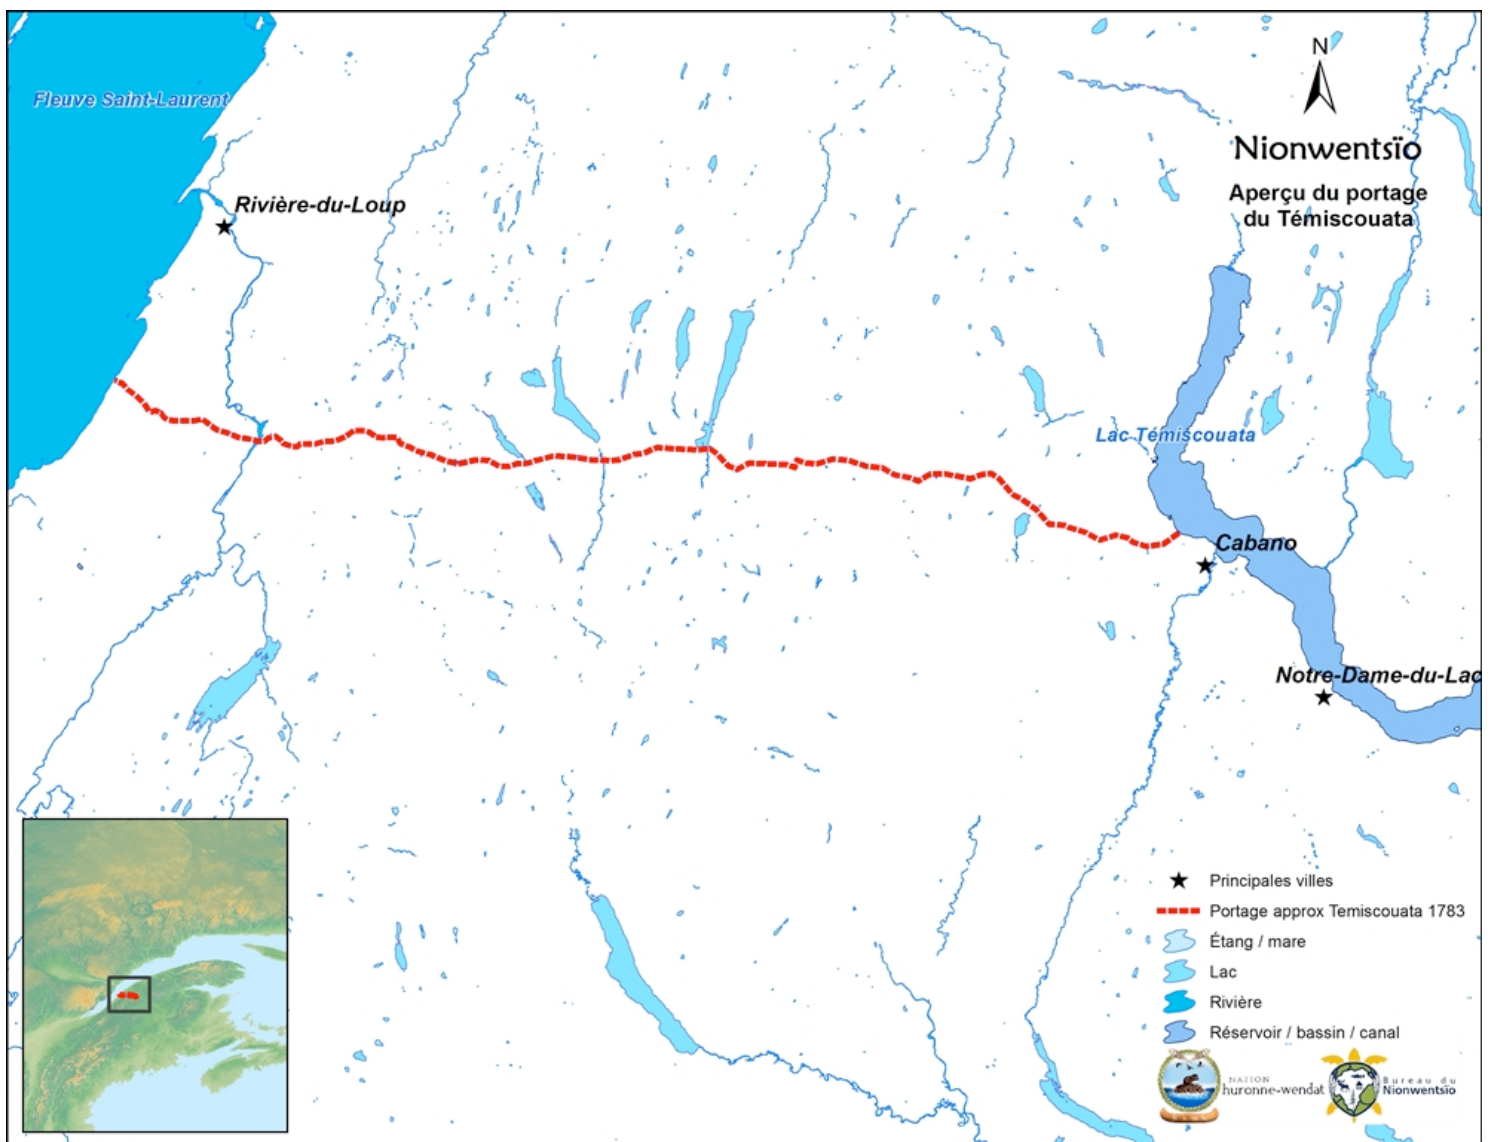 Fleuve Saint-Laurent
N
Nionwentsïo
Aperçu du portage
du Témiscouata
Rivière-du-Loup
Lac Témiscouata
Cabano
Notre-Dame-du-Lac
Principales villes
Portage approx Temiscouata 1783
Étang / mare
Lac
Rivière
Réservoir / bassin / canal
NATION
huronne-wendat
Bureau du
Nionwentsïo